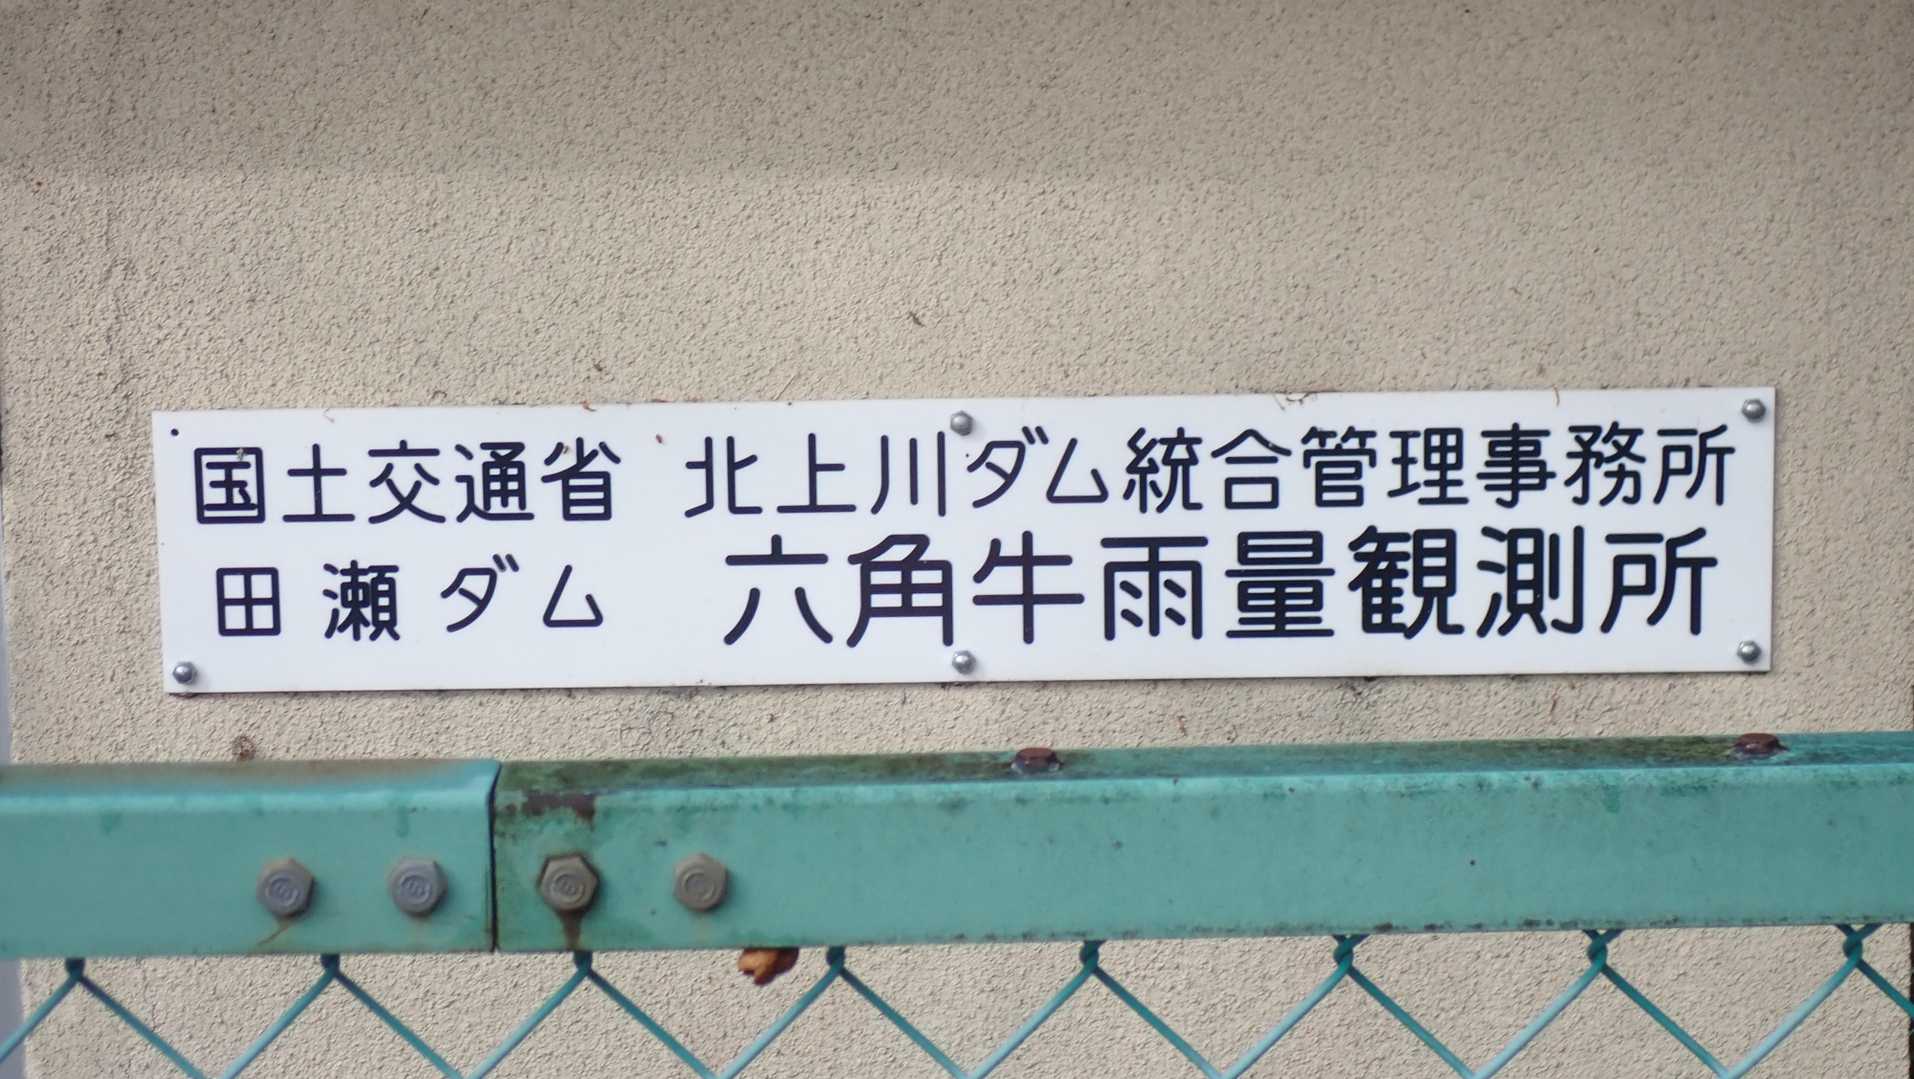 国土交通省 北上川ダム統合管理事務所
田瀬ダム 六角牛雨量観測所